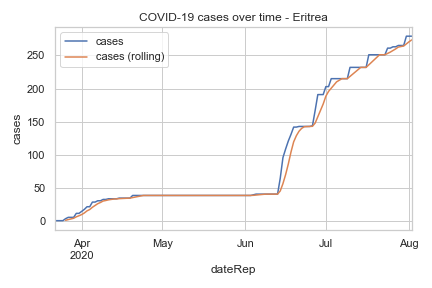 COVID-19 cases over time - Eritrea
cases
cases (rolling)
cases
250
200
150
100
50
0
Apr
2020
May
Jun
Jul
Aug
dateRep